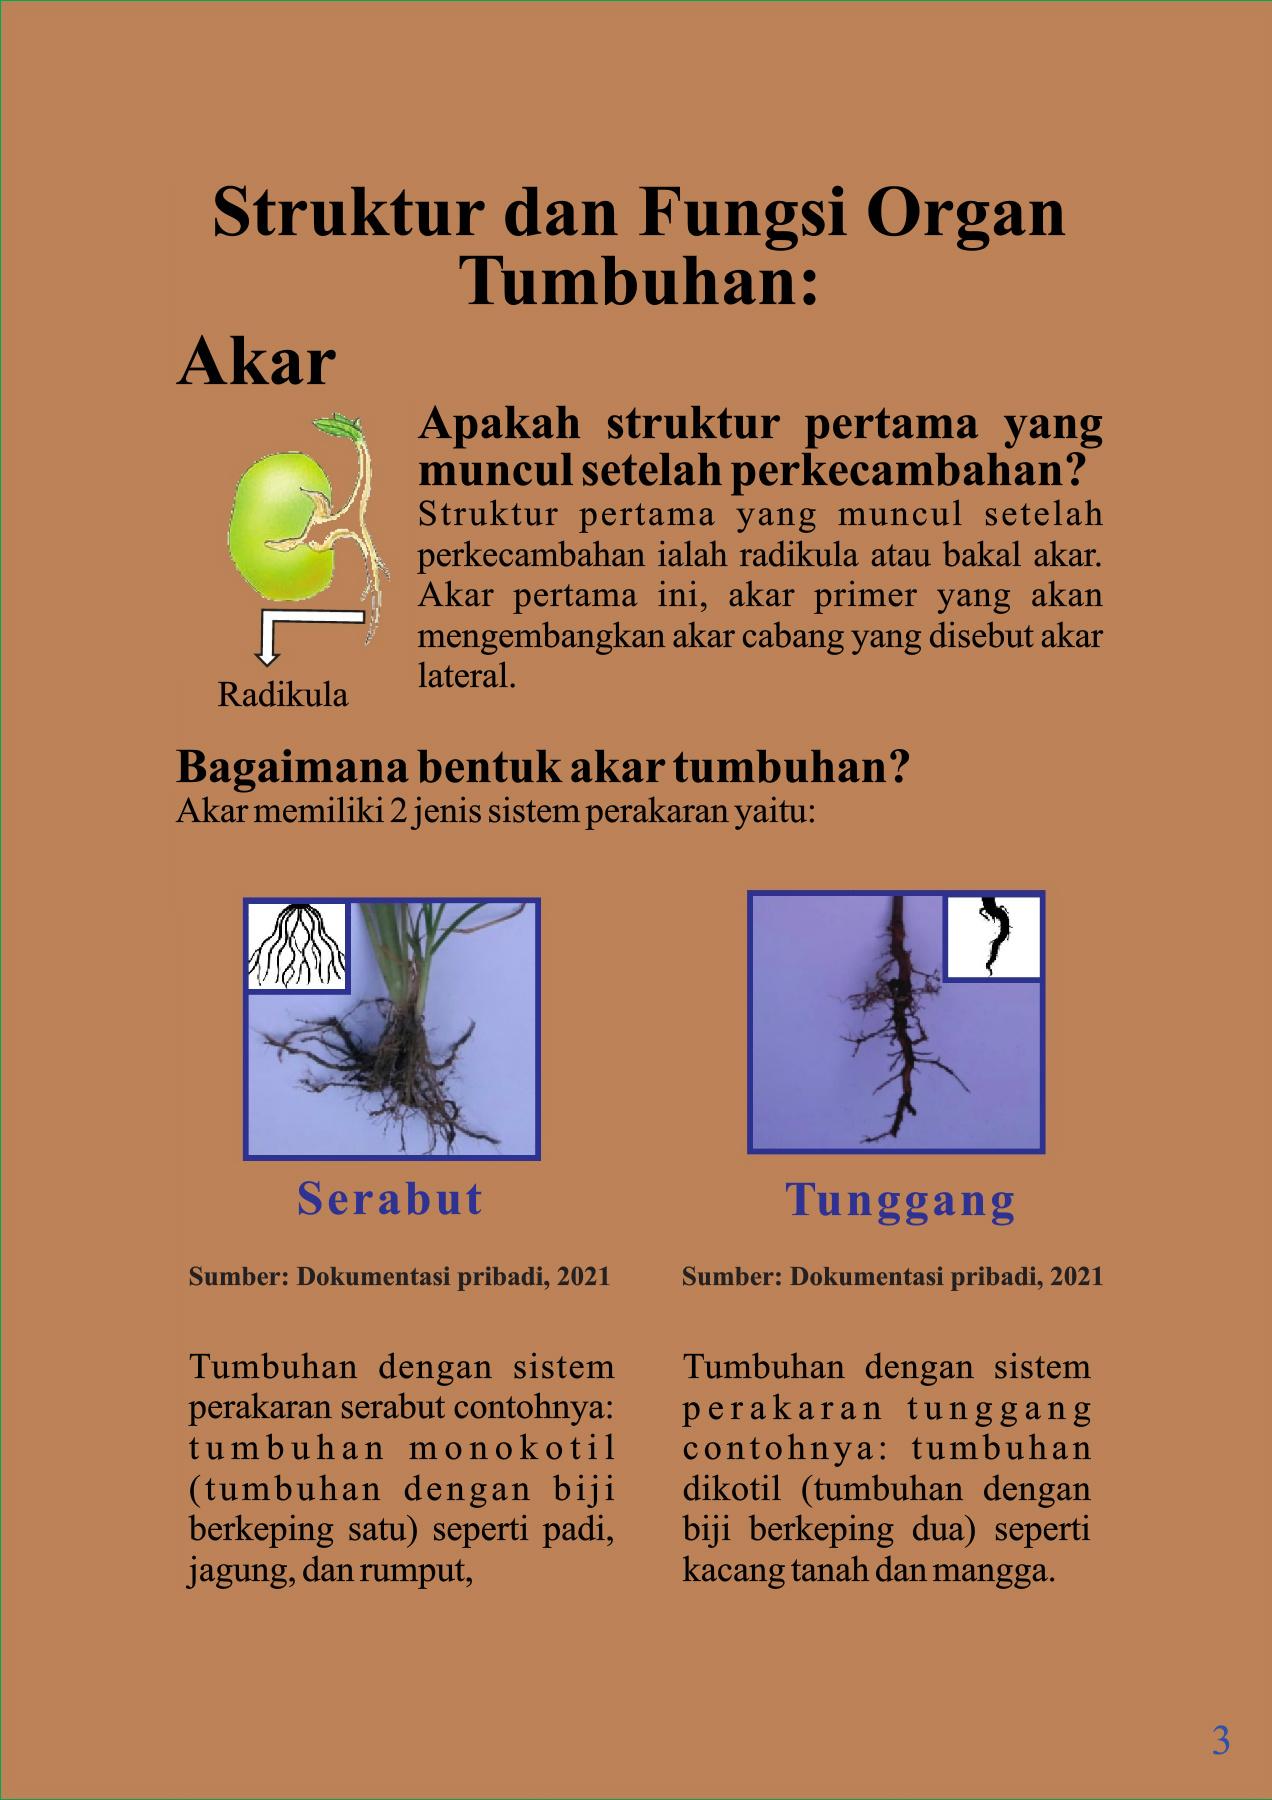 Struktur dan Fungsi Organ
Tumbuhan:
Akar
Apakah struktur pertama yang
muncul setelah perkecambahan?
Struktur pertama yang muncul setelah
perkecambahan ialah radikula atau bakal akar.
Akar pertama ini, akar primer yang akan
mengembangkan akar cabang yang disebut akar
lateral.
Radikula
Bagaimana bentuk akar tumbuhan?
Akar memiliki 2 jenis sistem perakaran yaitu:
Serabut
Sumber: Dokumentasi pribadi, 2021
Tumbuhan dengan sistem
perakaran serabut contohnya:
tumbuhan monokotil
(tumbuhan dengan biji
berkeping satu) seperti padi,
jagung, dan rumput,
Tunggang
Sumber: Dokumentasi pribadi, 2021
Tumbuhan dengan sistem
perakaran tunggang
contohnya: tumbuhan
dikotil (tumbuhan dengan
biji berkeping dua) seperti
kacang tanah dan mangga.
3